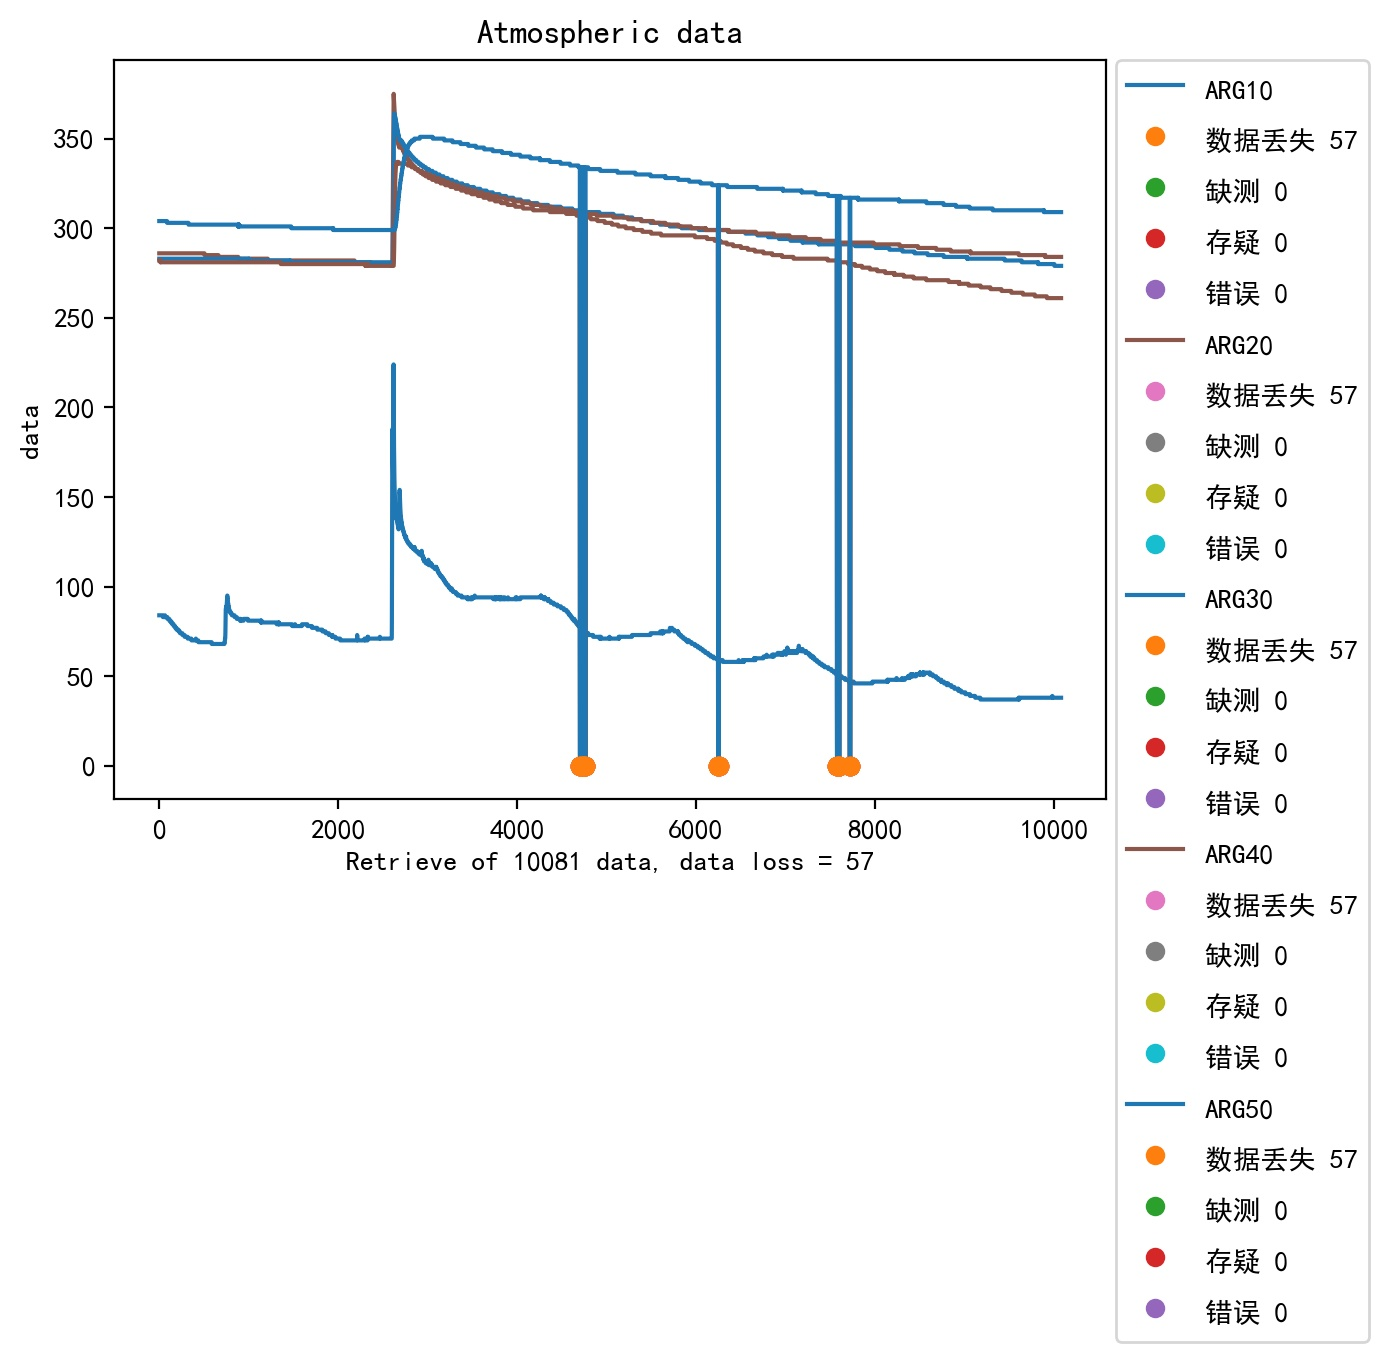 Atmospheric data
data
350
300
250
200
150
100
50
0
0 2000 4000 6000 8000 10000
Retrieve of 10081 data, data loss = 57
ARG10
数据丢失 57
缺测 0
存疑 0
错误 0
ARG20
数据丢失 57
缺测 0
存疑 0
错误 0
ARG30
数据丢失 57
缺测 0
存疑 0
错误 0
ARG40
数据丢失 57
缺测 0
存疑 0
错误 0
ARG50
数据丢失 57
缺测 0
存疑 0
错误 0